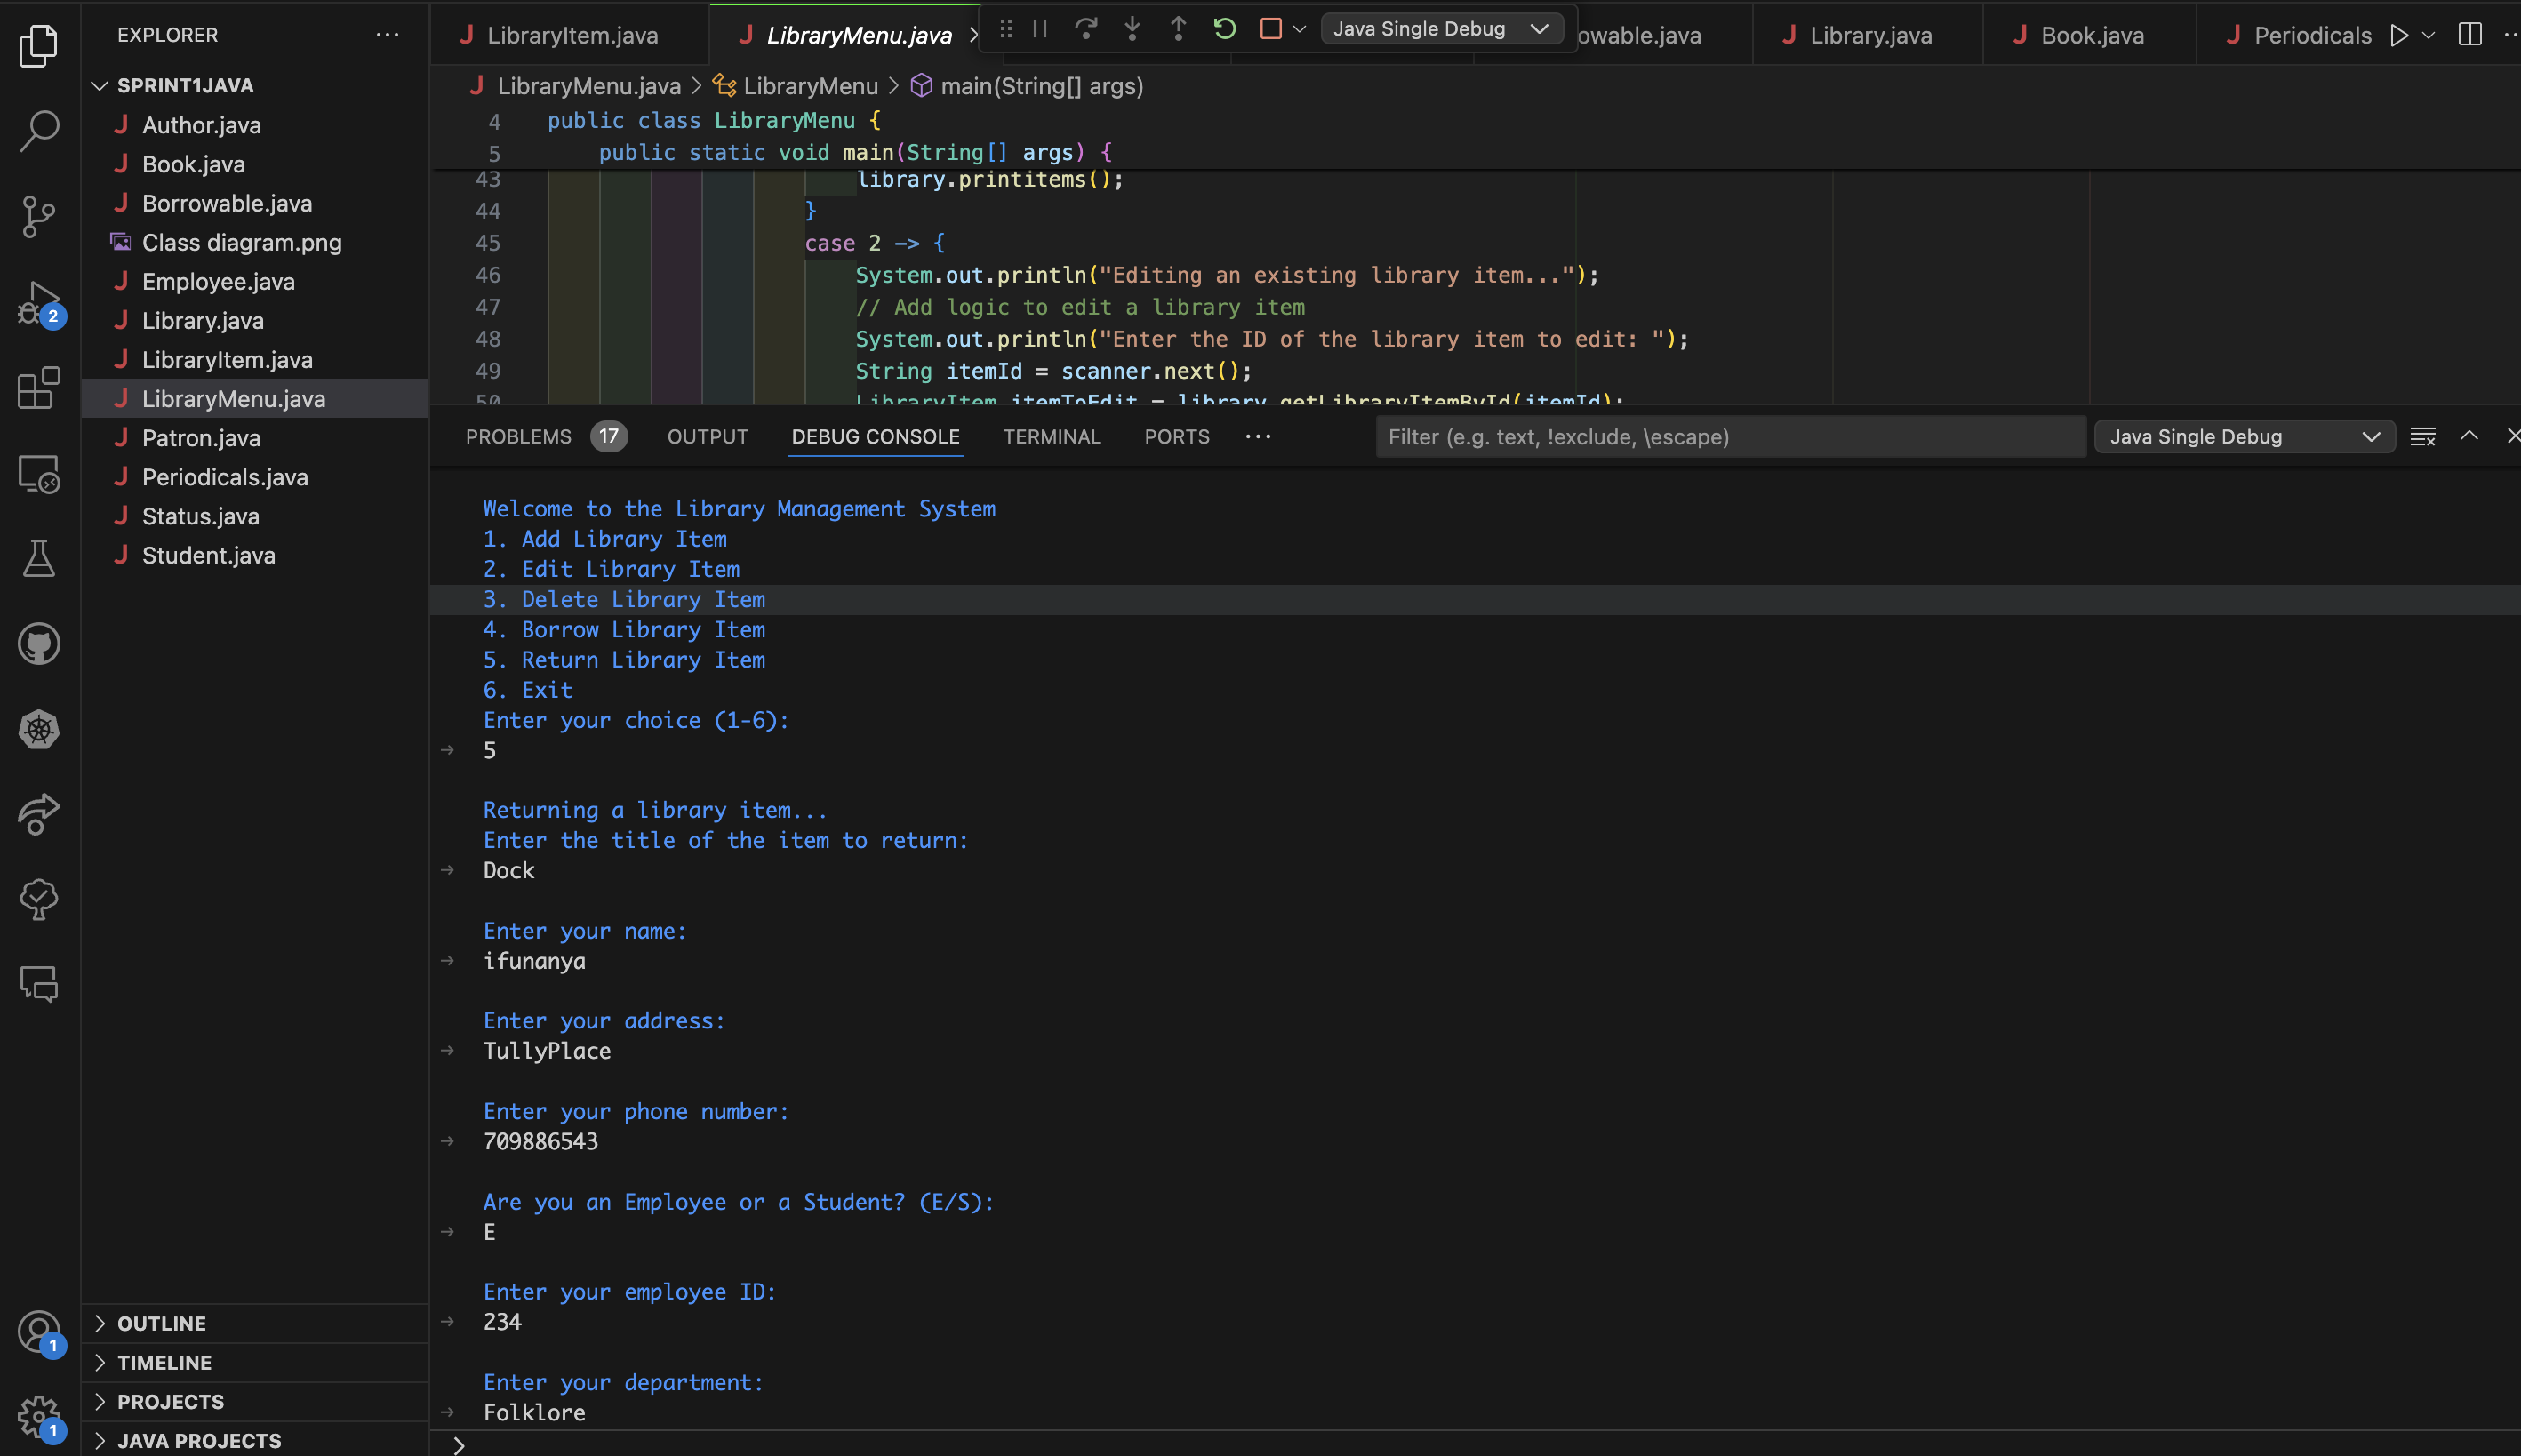 EXPLORER
SPRINT1JAVA
Author.java
Book.java
Borrowable.java
Class diagram.png
Employee.java
Library.java
LibraryItem.java
LibraryMenu.java
Patron.java
Periodicals.java
Status.java
Student.java
OUTLINE
TIMELINE
PROJECTS
JAVA PROJECTS
2
1
1
LibraryItem.java
LibraryMenu.java
Java Single Debug
owable.java
Library.java
Book.java
Periodicals
LibraryMenu.java > LibraryMenu > main(String[] args)
4 public class LibraryMenu {
5 public static void main(String[] args) {
43 library.printitems();
44 }
45 case 2 -> {
46 System.out.println("Editing an existing library item...");
47 // Add logic to edit a library item
48 System.out.println("Enter the ID of the library item to edit: ");
49 String itemId = scanner.next();
50 LibraryItem itemToEdit = library.getLibraryItemById(itemId);
PROBLEMS 17 OUTPUT DEBUG CONSOLE TERMINAL PORTS
Filter (e.g. text, !exclude, \escape)
Java Single Debug
Welcome to the Library Management System
1. Add Library Item
2. Edit Library Item
3. Delete Library Item
4. Borrow Library Item
5. Return Library Item
6. Exit
Enter your choice (1-6):
5
Returning a library item...
Enter the title of the item to return:
Dock
Enter your name:
ifunanya
Enter your address:
TullyPlace
Enter your phone number:
709886543
Are you an Employee or a Student? (E/S):
E
Enter your employee ID:
234
Enter your department:
Folklore